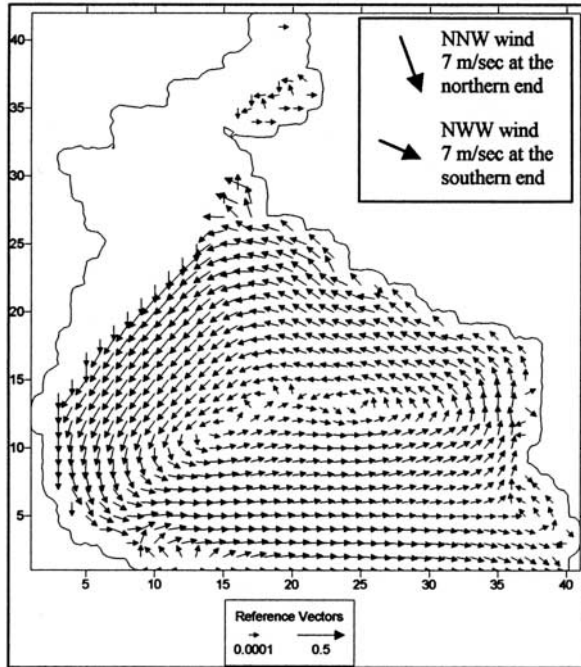 NNW wind
7 m/sec at the
northern end
NWW wind
7 m/sec at the
southern end
40
35
30
25
20
15
10
5
5 10 15 20 25 30 35 40
Reference Vectors
0.0001 0.5